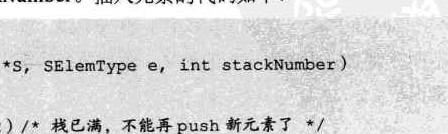 *S, SElemType e, int stackNumber)
)/* 栈已满，不能再push 新元素了 */